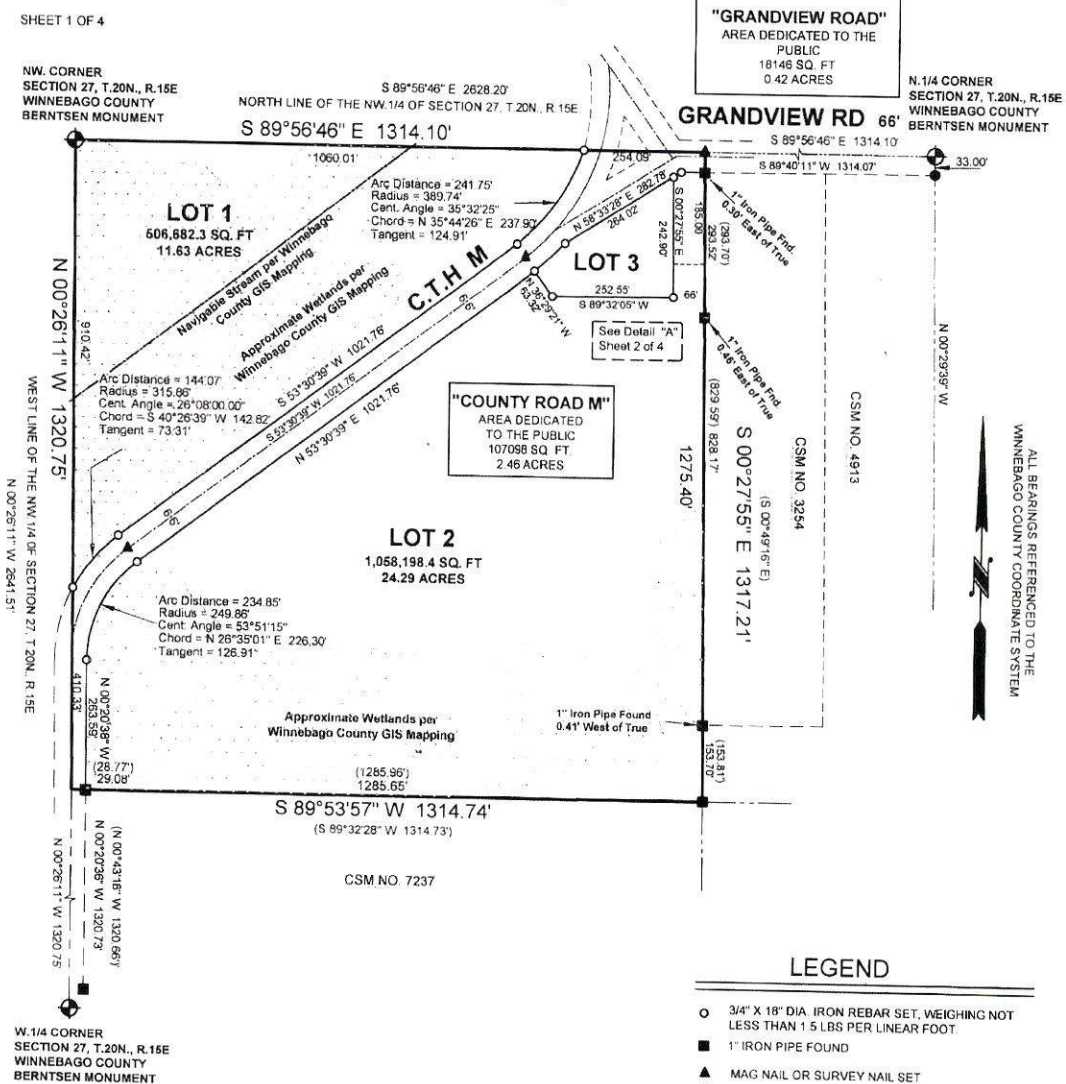 SHEET 1 OF 4
"GRANDVIEW ROAD"
AREA DEDICATED TO THE
PUBLIC
18146 SQ. FT
0.42 ACRES
NW. CORNER
SECTION 27, T.20N., R.15E
WINNEBAGO COUNTY
BERNTSEN MONUMENT
S 89°56'46" E 2628.20'
NORTH LINE OF THE NW.1/4 OF SECTION 27, T.20N., R.15E
S 89°56'46" E 1314.10'
GRANDVIEW RD 66'
N.1/4 CORNER
SECTION 27, T.20N., R.15E
WINNEBAGO COUNTY
BERNTSEN MONUMENT
S 89°56'46" E 1314.10'
S 89°40'11" W 1314.07'
33.00'
1060.01'
254.09'
LOT 1
506,682.3 SQ. FT
11.63 ACRES
Arc Distance = 241.75'
Radius = 389.74'
Cent. Angle = 35°32'25"
Chord = N 35°44'26" E 237.90'
Tangent = 124.91'
N 58°33'28" E 282.78'
264.02'
S 00°27'55" E
242.90'
185.00'
293.52'
(293.70')
1" Iron Pipe Fnd.
0.30' East of True
LOT 3
252.55'
S 89°32'05" W
66'
N 36°29'21" W
63.32'
See Detail "A"
Sheet 2 of 4
1" Iron Pipe Fnd.
0.46' East of True
Navigable Stream per Winnebago
County GIS Mapping
Approximate Wetlands per
Winnebago County GIS Mapping
C.T.H M
66'
S 53°30'39" W 1021.76'
S 53°30'39" W 1021.76'
N 53°30'39" E 1021.76'
66'
N 00°26'11" W 1320.75'
910.42'
WEST LINE OF THE NW.1/4 OF SECTION 27, T.20N., R.15E
N 00°26'11" W 2641.51'
Arc Distance = 144.07'
Radius = 315.86'
Cent. Angle = 26°08'00.00"
Chord = S 40°26'39" W 142.82'
Tangent = 73.31'
"COUNTY ROAD M"
AREA DEDICATED
TO THE PUBLIC
107098 SQ. FT.
2.46 ACRES
(829.59') 828.17'
1275.40'
S 00°27'55" E 1317.21'
(S 00°49'16" E)
CSM NO. 3254
CSM NO. 4913
N 00°29'39" W
ALL BEARINGS REFERENCED TO THE
WINNEBAGO COUNTY COORDINATE SYSTEM
LOT 2
1,058,198.4 SQ. FT
24.29 ACRES
Arc Distance = 234.85'
Radius = 249.86'
Cent. Angle = 53°51'15"
Chord = N 26°35'01" E 226.30'
Tangent = 126.91'
410.33'
263.59'
(28.77')
29.08'
Approximate Wetlands per
Winnebago County GIS Mapping
1" Iron Pipe Found
0.41' West of True
(153.81')
153.70'
(1285.96')
1285.65'
S 89°53'57" W 1314.74'
(S 89°32'28" W 1314.73')
CSM NO. 7237
(N 00°43'18" W 1320.66')
N 00°20'36" W 1320.73'
N 00°26'11" W 1320.75'
W.1/4 CORNER
SECTION 27, T.20N., R.15E
WINNEBAGO COUNTY
BERNTSEN MONUMENT
LEGEND
3/4" X 18" DIA. IRON REBAR SET, WEIGHING NOT
LESS THAN 1.5 LBS PER LINEAR FOOT.
1" IRON PIPE FOUND
MAG NAIL OR SURVEY NAIL SET